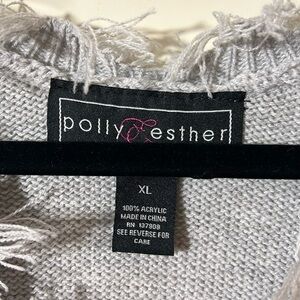 polly & esther
XL
100% ACRYLIC
MADE IN CHINA
RN 137808
SEE REVERSE FOR
CARE